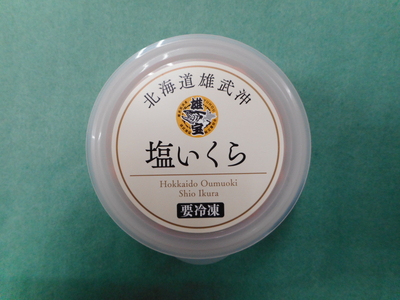 北海道雄武沖
雄宝
塩いくら
Hokkaido Oumuoki
Shio Ikura
要冷凍